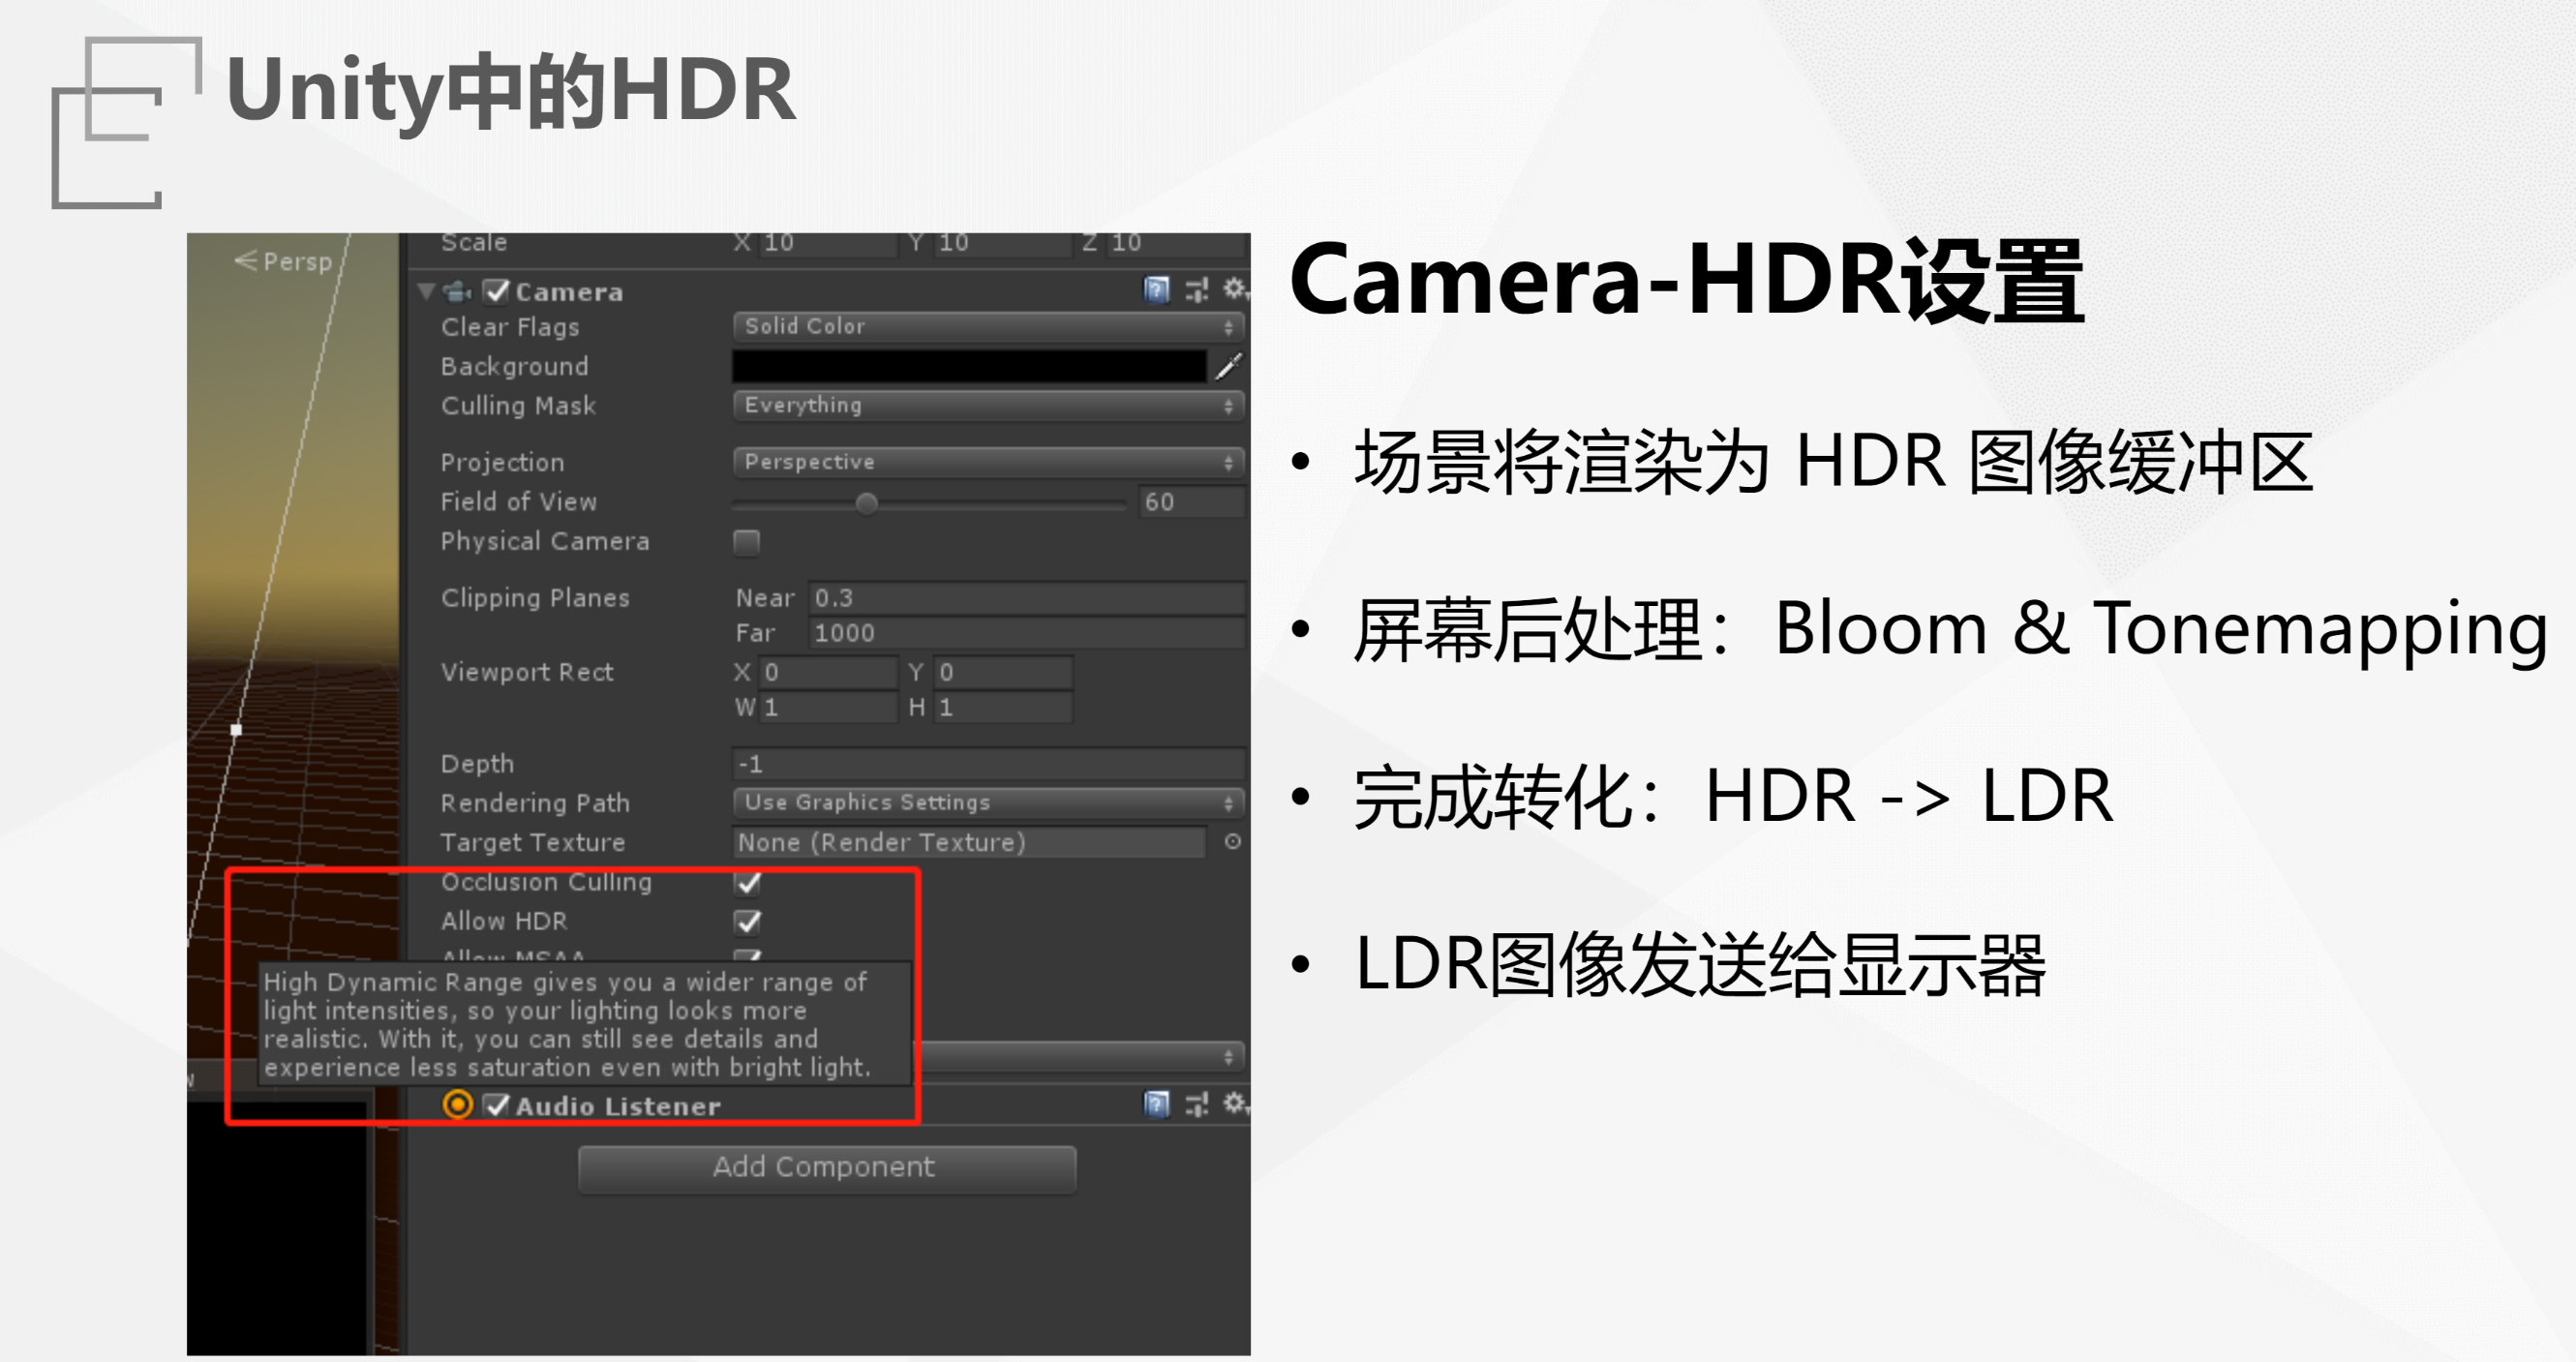 Unity中的HDR
Persp
Scale X 10 Y 10 Z 10
Camera
Clear Flags Solid Color
Background
Culling Mask Everything
Projection Perspective
Field of View 60
Physical Camera
Clipping Planes Near 0.3
Far 1000
Viewport Rect X 0 Y 0
W 1 H 1
Depth -1
Rendering Path Use Graphics Settings
Target Texture None (Render Texture)
Occlusion Culling
Allow HDR
Allow MSAA
High Dynamic Range gives you a wider range of
light intensities, so your lighting looks more
realistic. With it, you can still see details and
experience less saturation even with bright light.
Audio Listener
Add Component
Camera-HDR设置
• 场景将渲染为 HDR 图像缓冲区
• 屏幕后处理：Bloom & Tonemapping
• 完成转化：HDR -> LDR
• LDR图像发送给显示器